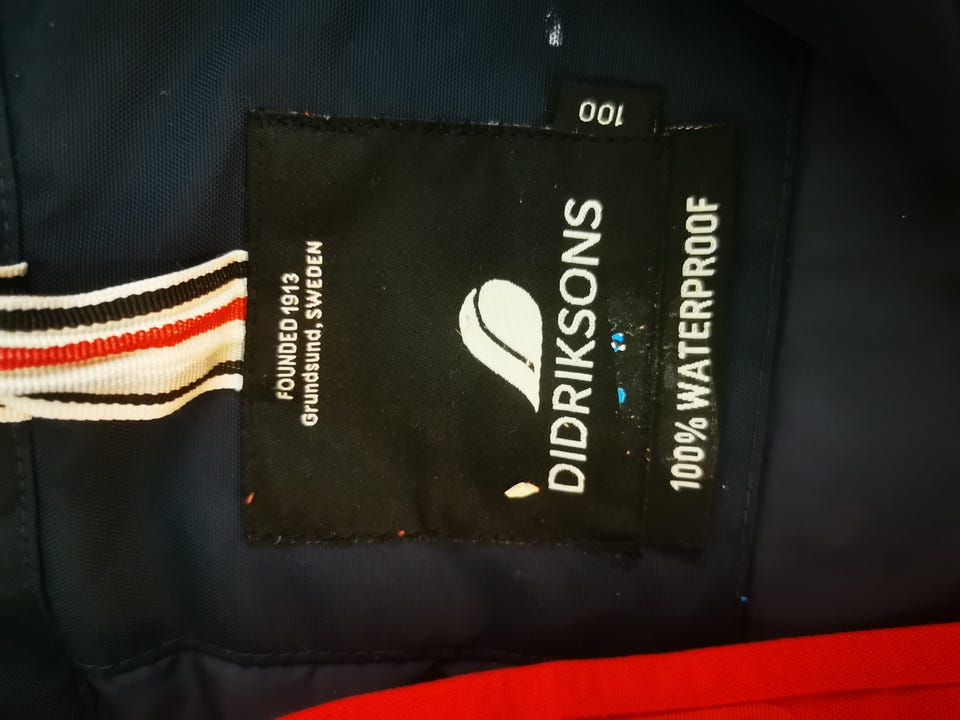 FOUNDED 1913
Grundsund, SWEDEN
DIDRIKSONS
100% WATERPROOF
100